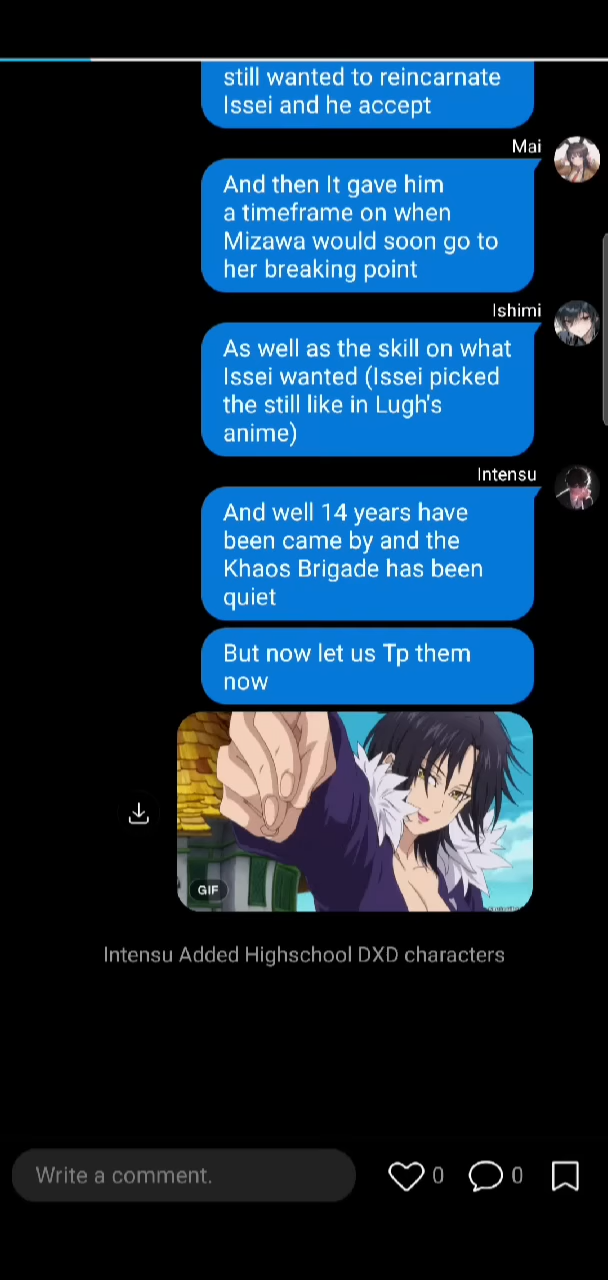 still wanted to reincarnate
Issei and he accept
Mai
And then It gave him
a timeframe on when
Mizawa would soon go to
her breaking point
Ishimi
As well as the skill on what
Issei wanted (Issei picked
the still like in Lugh's
anime)
Intensu
And well 14 years have
been came by and the
Khaos Brigade has been
quiet
But now let us Tp them
now
GIF
Intensu Added Highschool DXD characters
Write a comment.
0
0